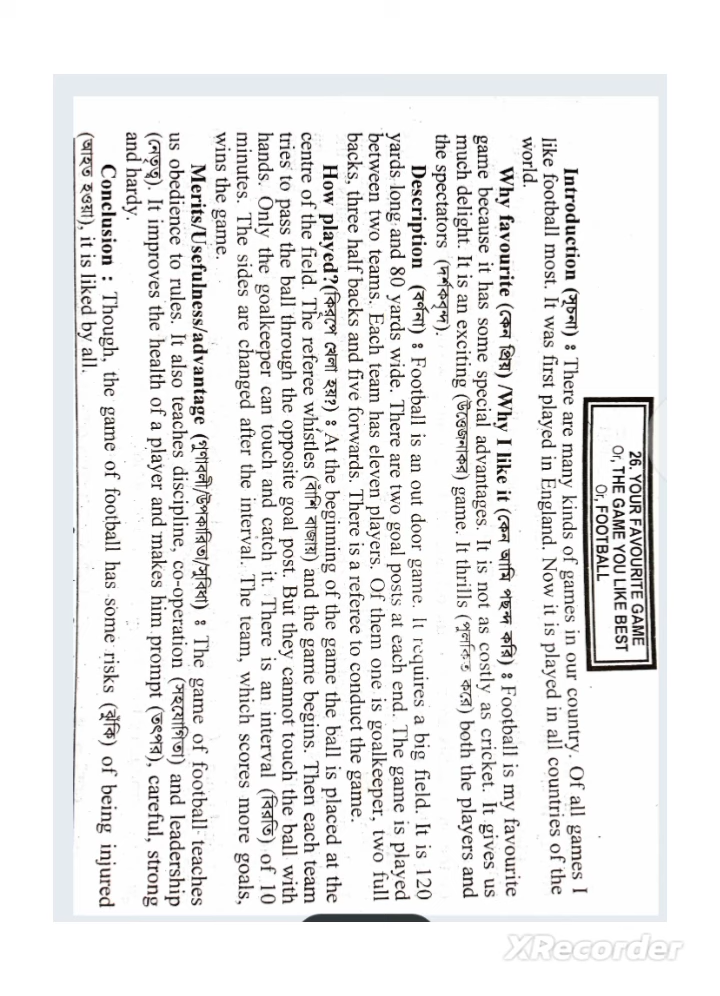 26. YOUR FAVOURITE GAME
Or, THE GAME YOU LIKE BEST
Or, FOOTBALL
Introduction (সূচনা) : There are many kinds of games in our country. Of all games I
like football most. It was first played in England. Now it is played in all countries of the
world.
Why favourite (কেন প্রিয়) /Why I like it (কেন আমি পছন্দ করি) : Football is my favourite
game because it has some special advantages. It is not as costly as cricket. It gives us
much delight. It is an exciting (উত্তেজনাকর) game. It thrills (পুলকিত করে) both the players and
the spectators (দর্শকবৃন্দ).
Description (বর্ণনা) : Football is an out door game. It requires a big field. It is 120
yards long and 80 yards wide. There are two goal posts at each end. The game is played
between two teams. Each team has eleven players. Of them one is goalkeeper, two full
backs, three half backs and five forwards. There is a referee to conduct the game.
How played?(কিরূপে খেলা হয়?) : At the beginning of the game the ball is placed at the
centre of the field. The referee whistles (বাঁশি বাজায়) and the game begins. Then each team
tries to pass the ball through the opposite goal post. But they cannot touch the ball with
hands. Only the goalkeeper can touch and catch it. There is an interval (বিরতি) of 10
minutes. The sides are changed after the interval. The team, which scores more goals,
wins the game.
Merits/Usefulness/advantage (গুণাবলী/উপকারিতা/সুবিধা) : The game of football teaches
us obedience to rules. It also teaches discipline, co-operation (সহযোগিতা) and leadership
(নেতৃত্ব). It improves the health of a player and makes him prompt (তৎপর), careful, strong
and hardy.
Conclusion : Though, the game of football has some risks (ঝুঁকি) of being injured
(আহত হওয়া), it is liked by all.
XRecorder